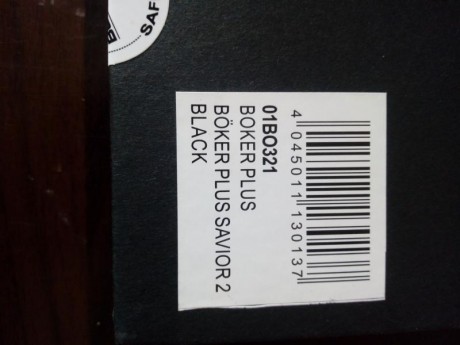 SAF
01BO321
BOKER PLUS
BÖKER PLUS SAVIOR 2
BLACK
4 045011 130137